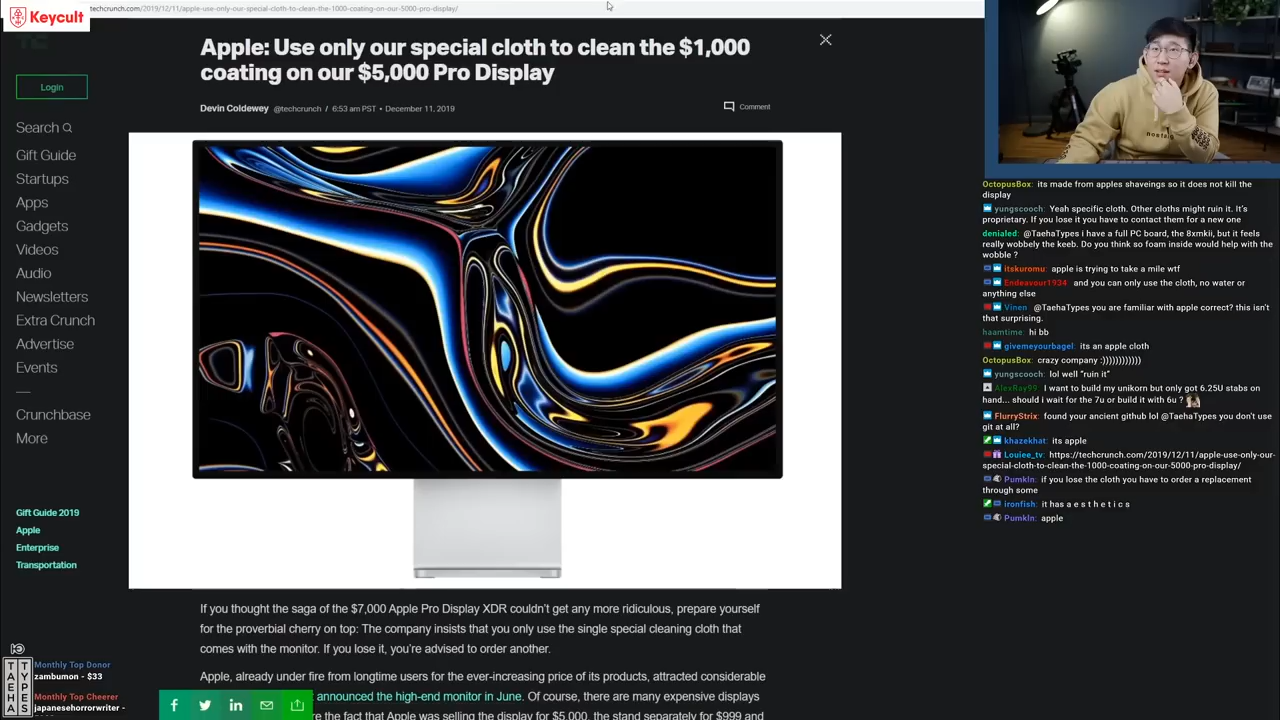 Keycult
techcrunch.com/2019/12/11/apple-use-only-our-special-cloth-to-clean-the-1000-coating-on-our-5000-pro-display/
Login
Search
Gift Guide
Startups
Apps
Gadgets
Videos
Audio
Newsletters
Extra Crunch
Advertise
Events
—
Crunchbase
More
Gift Guide 2019
Apple
Enterprise
Transportation
Monthly Top Donor
zambumon - $33
Monthly Top Cheerer
japanesehorrorwriter -
TAEHA
TYPES
Apple: Use only our special cloth to clean the $1,000
coating on our $5,000 Pro Display
Devin Coldewey @techcrunch / 6:53 am PST • December 11, 2019
Comment
If you thought the saga of the $7,000 Apple Pro Display XDR couldn't get any more ridiculous, prepare yourself
for the proverbial cherry on top: The company insists that you only use the single special cleaning cloth that
comes with the monitor. If you lose it, you're advised to order another.
Apple, already under fire from longtime users for the ever-increasing price of its products, attracted considerable
announced the high-end monitor in June. Of course, there are many expensive displays
re the fact that Apple was selling the display for $5,000, the stand separately for $999 and
OctopusBox: its made from apples shaveings so it does not kill the
display
yungscooch: Yeah specific cloth. Other cloths might ruin it. It's
proprietary. If you lose it you have to contact them for a new one
denialed: @TaehaTypes i have a full PC board, the 8xmkii, but it feels
really wobbely the keeb. Do you think so foam inside would help with the
wobble ?
itskuromu: apple is trying to take a mile wtf
Endeavour1934: and you can only use the cloth, no water or
anything else
Vinen: @TaehaTypes you are familiar with apple correct? this isn't
that surprising.
haamtime: hi bb
givemeyourbagel: its an apple cloth
OctopusBox: crazy company :))))))))))))
yungscooch: lol well "ruin it"
AlexRay99: I want to build my unikorn but only got 6.25U stabs on
hand... should i wait for the 7u or build it with 6u ?
FlurryStrix: found your ancient github lol @TaehaTypes you don't use
git at all?
khazekhat: its apple
Louiee_tv: https://techcrunch.com/2019/12/11/apple-use-only-our-
special-cloth-to-clean-the-1000-coating-on-our-5000-pro-display/
Pumkln: if you lose the cloth you have to order a replacement
through some
ironfish: it has a e s t h e t i c s
Pumkln: apple